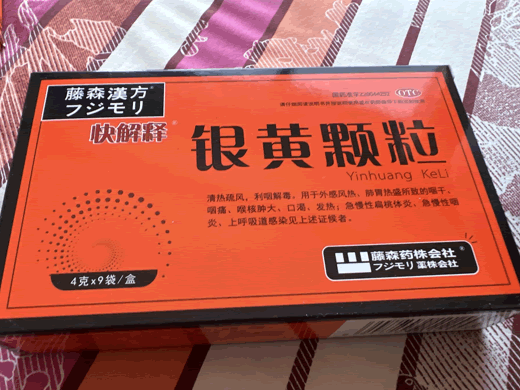 藤森漢方®
フジモリ
快解释®
OTC
银黄颗粒
Yinhuang KeLi
清热疏风，利咽解毒。用于外感风热、肺胃热盛所致的咽干、
咽痛、喉核肿大、口渴、发热；急慢性扁桃体炎、急慢性咽
炎、上呼吸道感染见上述证候者。
4克x9袋/盒
藤森药株会社®
フジモリ 薬株会社